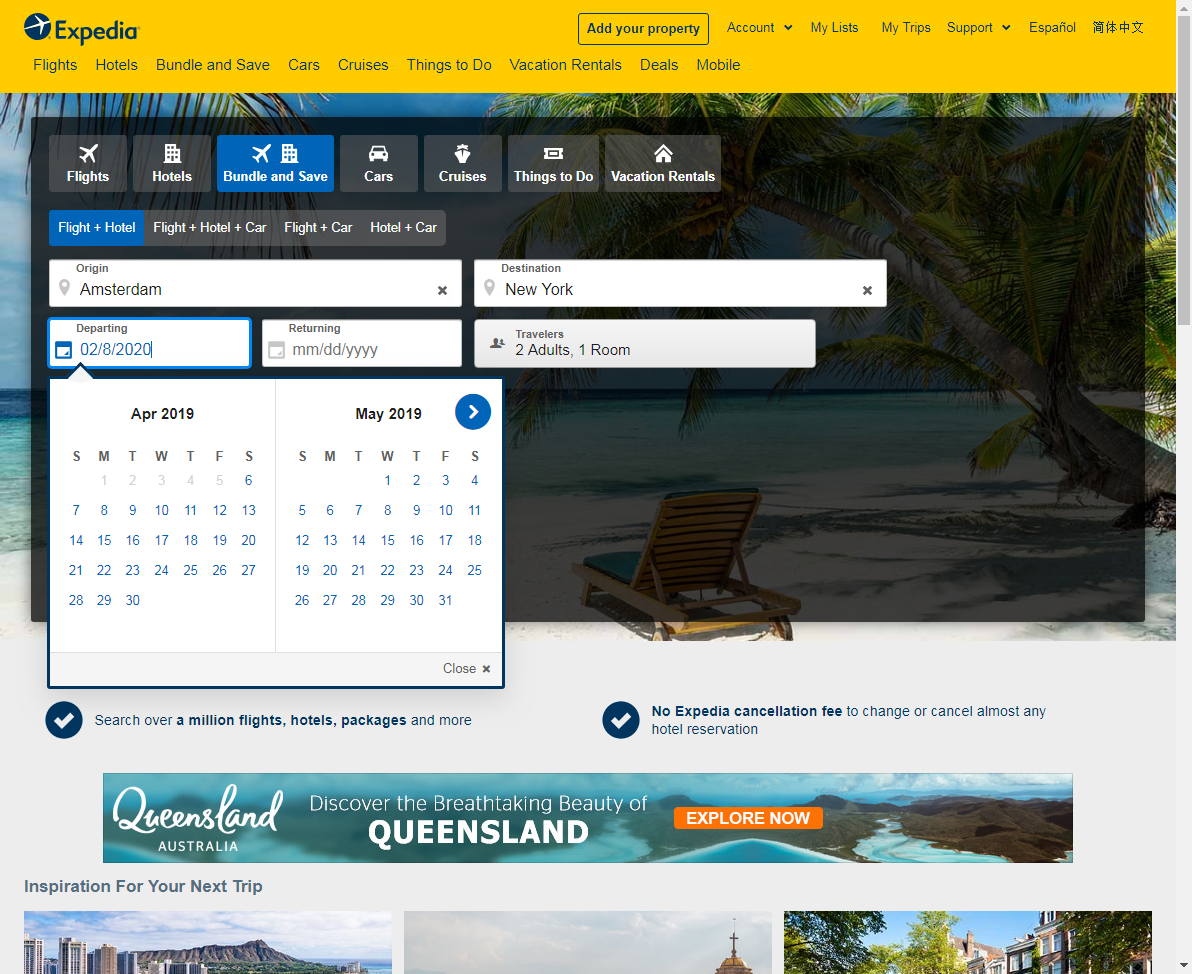 Expedia
Add your property
Account
My Lists
My Trips
Support
Español
简体中文
Flights
Hotels
Bundle and Save
Cars
Cruises
Things to Do
Vacation Rentals
Deals
Mobile
Flights
Hotels
Bundle and Save
Cars
Cruises
Things to Do
Vacation Rentals
Flight + Hotel
Flight + Hotel + Car
Flight + Car
Hotel + Car
Origin
Amsterdam
Destination
New York
Departing
02/8/2020
Returning
mm/dd/yyyy
Travelers
2 Adults, 1 Room
Apr 2019
S M T W T F S
1 2 3 4 5 6
7 8 9 10 11 12 13
14 15 16 17 18 19 20
21 22 23 24 25 26 27
28 29 30
May 2019
S M T W T F S
1 2 3 4
5 6 7 8 9 10 11
12 13 14 15 16 17 18
19 20 21 22 23 24 25
26 27 28 29 30 31
Close
Search over a million flights, hotels, packages and more
No Expedia cancellation fee to change or cancel almost any
hotel reservation
Queensland
AUSTRALIA
Discover the Breathtaking Beauty of
QUEENSLAND
EXPLORE NOW
Inspiration For Your Next Trip